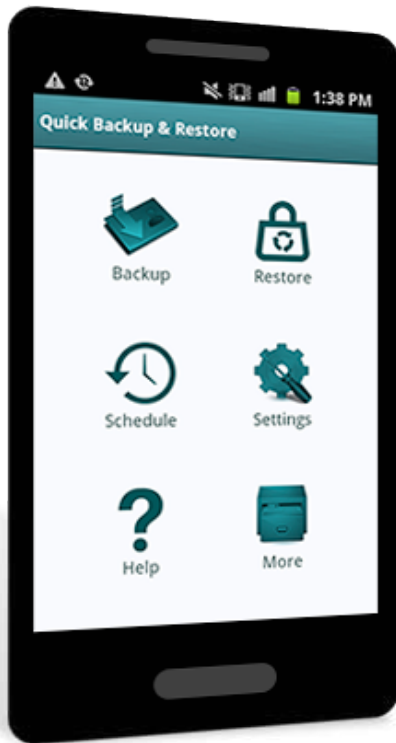 1:38 PM
Quick Backup & Restore
Backup
Restore
Schedule
Settings
Help
More